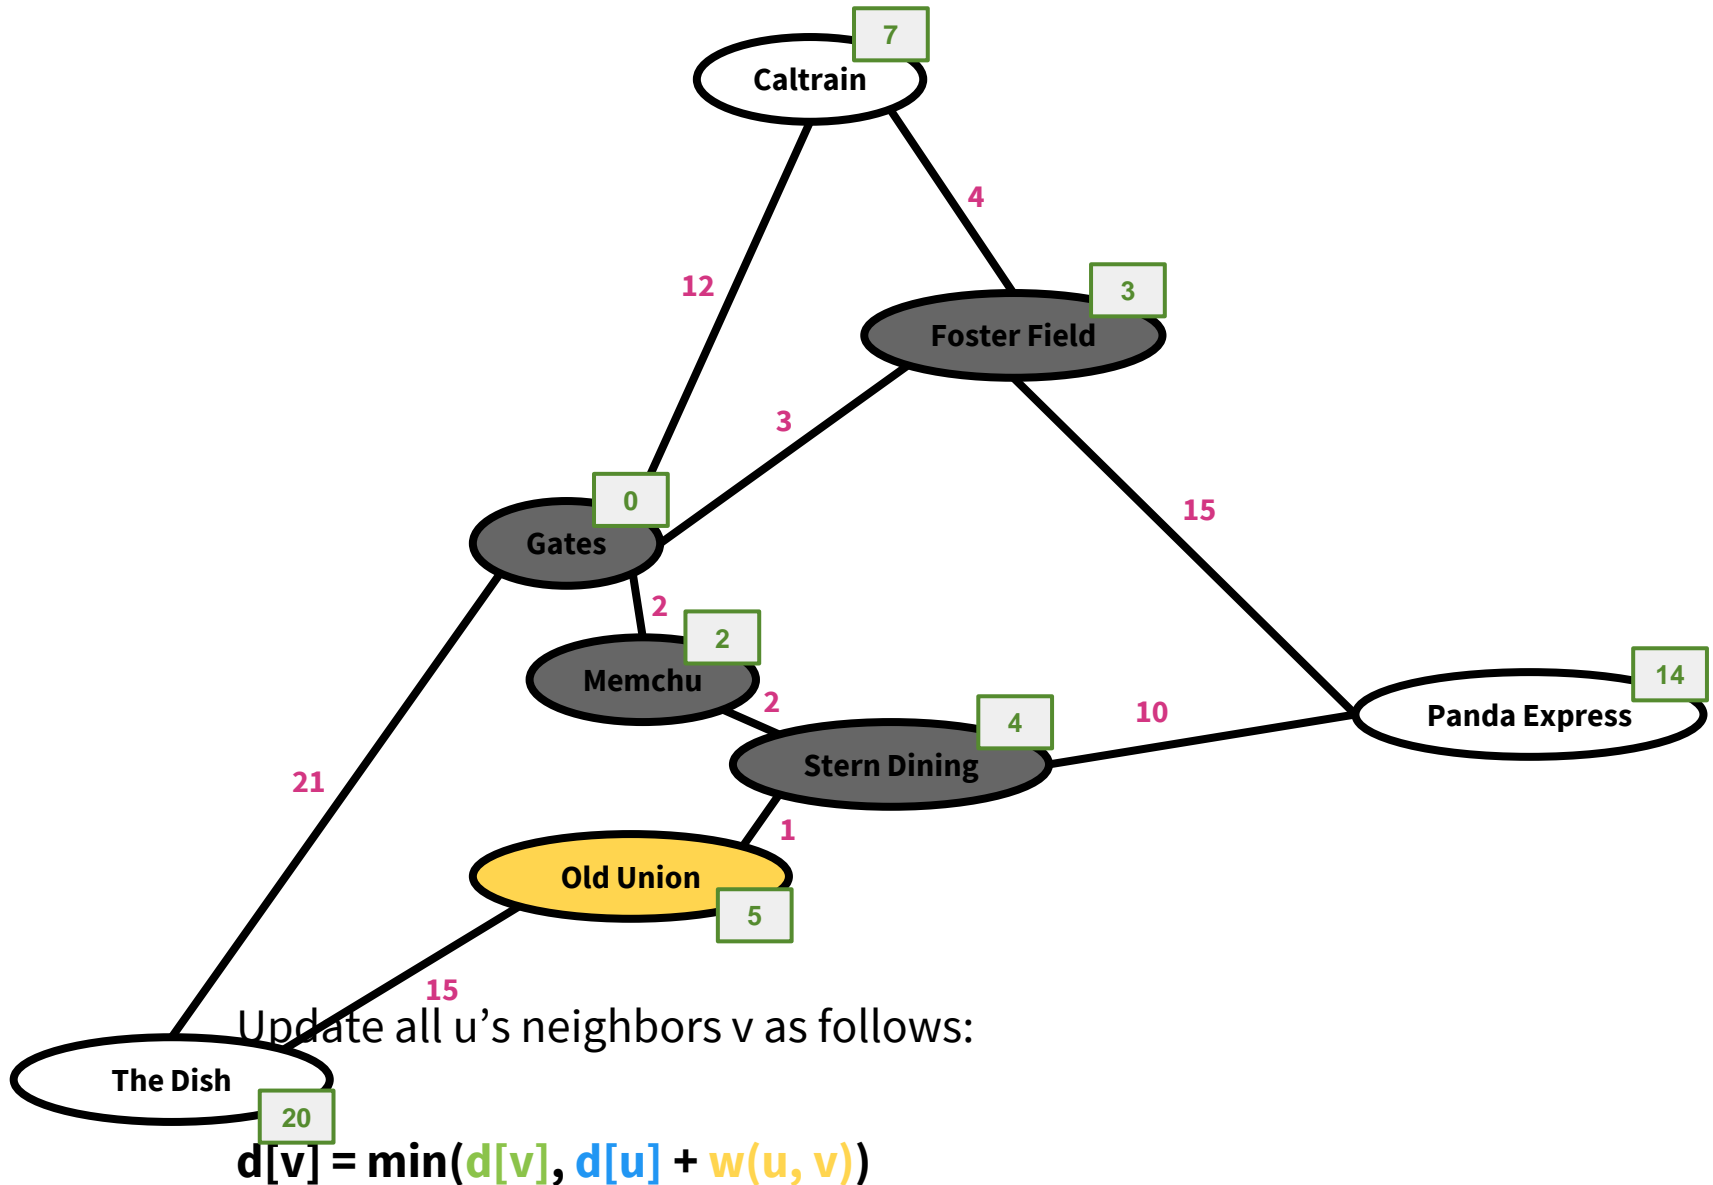 7
Caltrain
4
12
3
Foster Field
3
15
0
Gates
2
2
Memchu
2
14
Panda Express
10
4
Stern Dining
21
1
Old Union
5
15
Update all u’s neighbors v as follows:
The Dish
20
d[v] = min(d[v], d[u] + w(u, v))